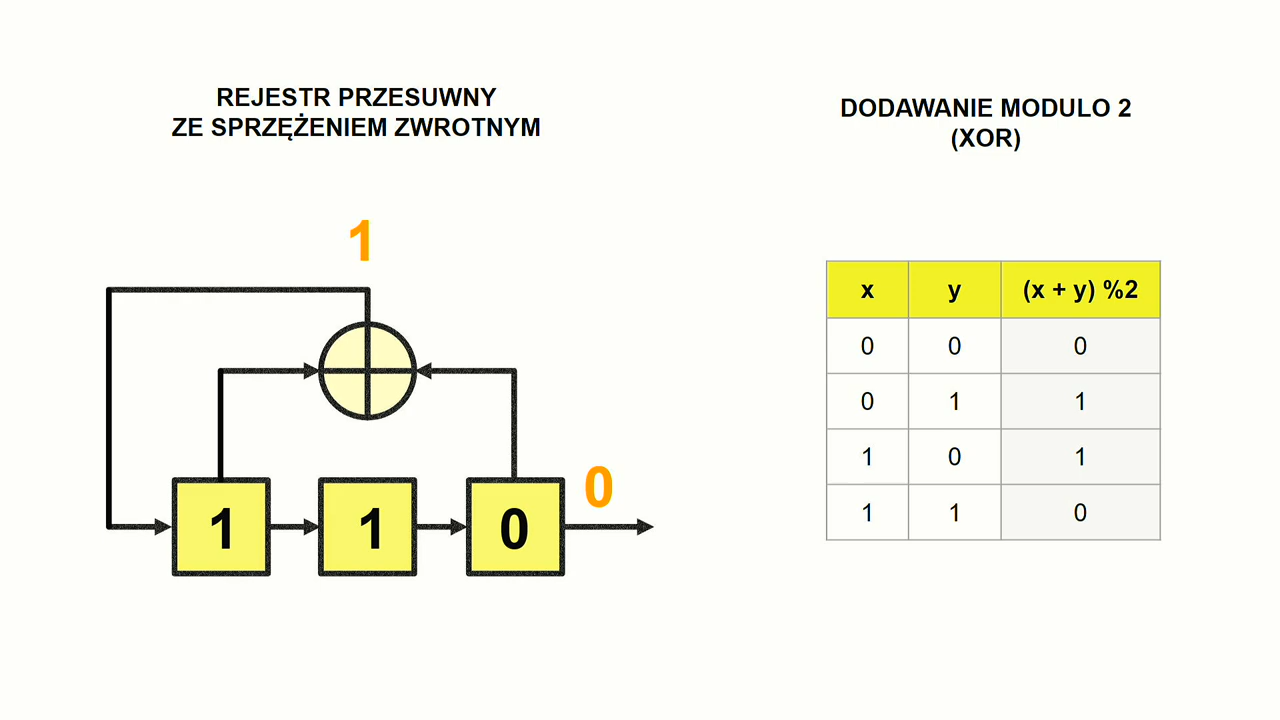 REJESTR PRZESUWNY
ZE SPRZĘŻENIEM ZWROTNYM
1
1 1 0 0
DODAWANIE MODULO 2
(XOR)
x y (x + y) %2
0 0 0
0 1 1
1 0 1
1 1 0